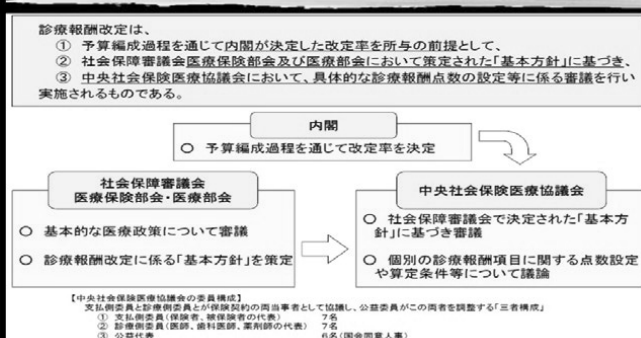 診療報酬改定は、
① 予算編成過程を通じて内閣が決定した改定率を所与の前提として、
② 社会保障審議会医療保険部会及び医療部会において策定された「基本方針」に基づき、
③ 中央社会保険医療協議会において、具体的な診療報酬点数の設定等に係る審議を行い
実施されるものである。
内閣
○ 予算編成過程を通じて改定率を決定
社会保障審議会
医療保険部会・医療部会
○ 基本的な医療政策について審議
○ 診療報酬改定に係る「基本方針」を策定
中央社会保険医療協議会
○ 社会保障審議会で決定された「基本方
針」に基づき審議
○ 個別の診療報酬項目に関する点数設定
や算定条件等について議論
【中央社会保険医療協議会の委員構成】
支払側委員と診療側委員とが保険契約の両当事者として協議し、公益委員がこの両者を調整する「三者構成」
① 支払側委員(保険者、被保険者の代表) 7名
② 診療側委員(医師、歯科医師、薬剤師の代表) 7名
③ 公益代表 6名(国会同意人事)